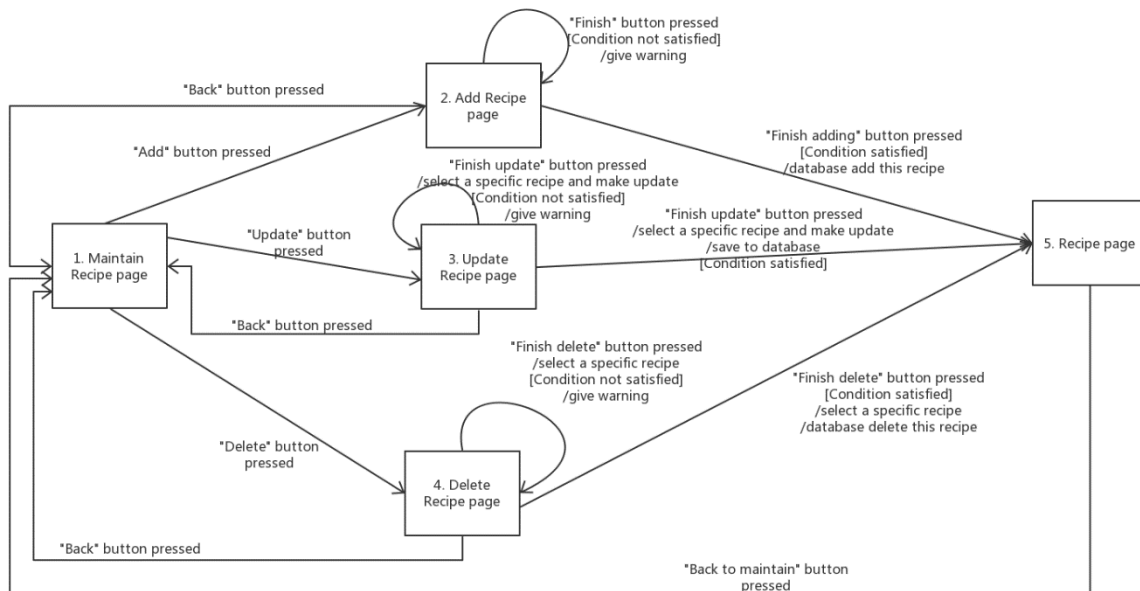 "Finish" button pressed
[Condition not satisfied]
/give warning
"Back" button pressed
2. Add Recipe
page
"Add" button pressed
"Finish adding" button pressed
[Condition satisfied]
/database add this recipe
"Finish update" button pressed
/select a specific recipe and make update
[Condition not satisfied]
/give warning
"Finish update" button pressed
/select a specific recipe and make update
/save to database
[Condition satisfied]
"Update" button
pressed
1. Maintain
Recipe page
3. Update
Recipe page
5. Recipe page
"Back" button pressed
"Finish delete" button pressed
/select a specific recipe
[Condition not satisfied]
/give warning
"Finish delete" button pressed
[Condition satisfied]
/select a specific recipe
/database delete this recipe
"Delete" button
pressed
4. Delete
Recipe page
"Back" button pressed
"Back to maintain" button
pressed